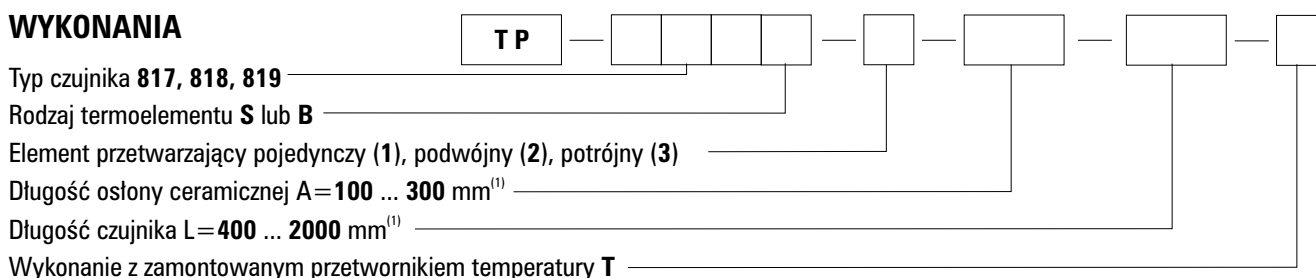 WYKONANIA
T P
Typ czujnika 817, 818, 819
Rodzaj termoelementu S lub B
Element przetwarzający pojedynczy (1), podwójny (2), potrójny (3)
Długość osłony ceramicznej A=100 ... 300 mm(1)
Długość czujnika L=400 ... 2000 mm(1)
Wykonanie z zamontowanym przetwornikiem temperatury T